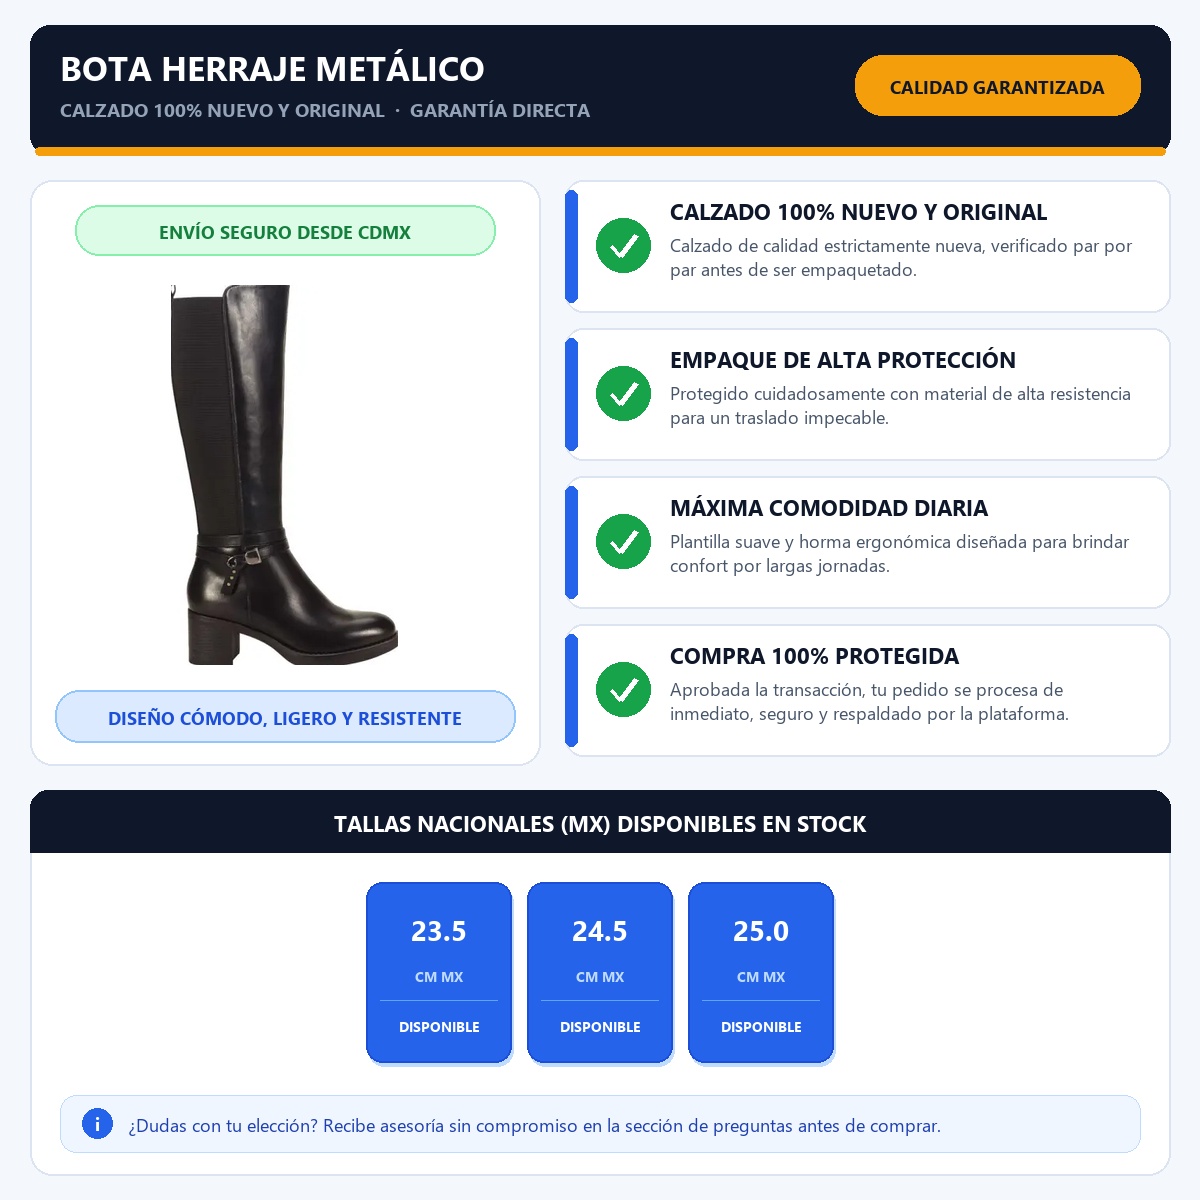 BOTA HERRAJE METÁLICO
CALZADO 100% NUEVO Y ORIGINAL · GARANTÍA DIRECTA
CALIDAD GARANTIZADA
ENVÍO SEGURO DESDE CDMX
DISEÑO CÓMODO, LIGERO Y RESISTENTE
CALZADO 100% NUEVO Y ORIGINAL
Calzado de calidad estrictamente nueva, verificado par por
par antes de ser empaquetado.
EMPAQUE DE ALTA PROTECCIÓN
Protegido cuidadosamente con material de alta resistencia
para un traslado impecable.
MÁXIMA COMODIDAD DIARIA
Plantilla suave y horma ergonómica diseñada para brindar
confort por largas jornadas.
COMPRA 100% PROTEGIDA
Aprobada la transacción, tu pedido se procesa de
inmediato, seguro y respaldado por la plataforma.
TALLAS NACIONALES (MX) DISPONIBLES EN STOCK
23.5
CM MX
DISPONIBLE
24.5
CM MX
DISPONIBLE
25.0
CM MX
DISPONIBLE
¿Dudas con tu elección? Recibe asesoría sin compromiso en la sección de preguntas antes de comprar.